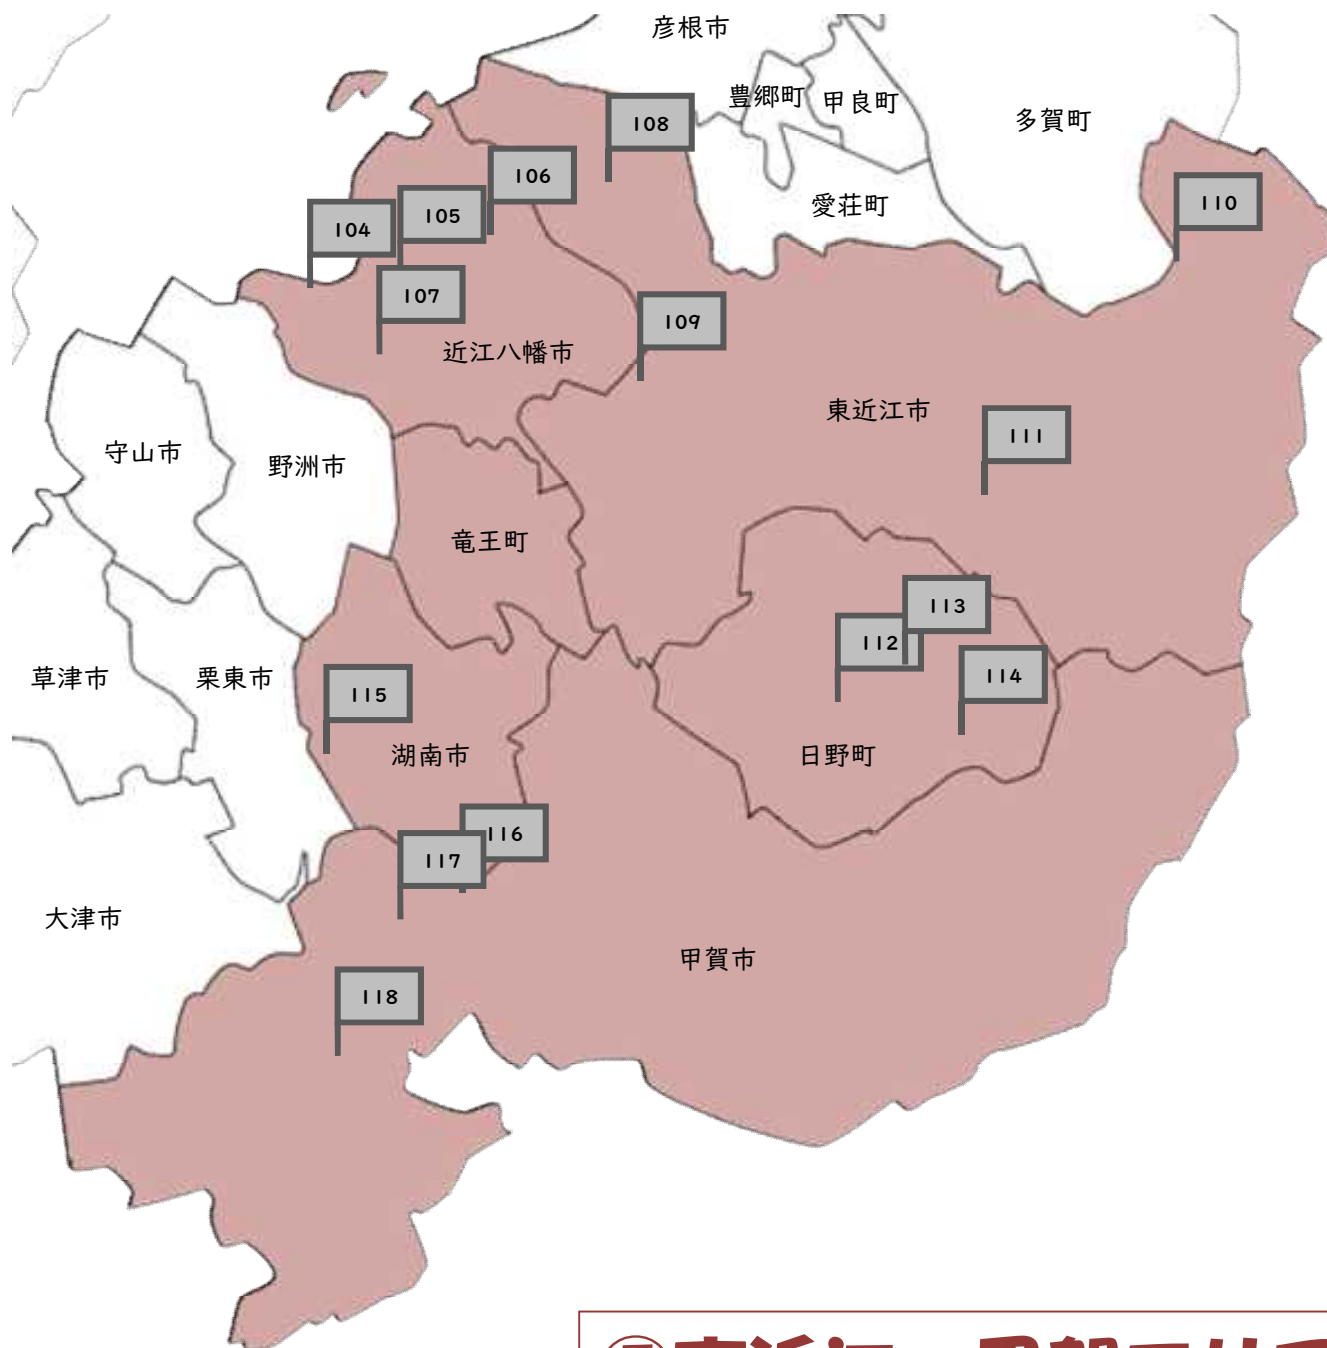 彦根市
豊郷町
甲良町
多賀町
108
106
110
愛荘町
105
104
107
109
近江八幡市
東近江市
111
守山市
野洲市
竜王町
113
112
114
草津市
栗東市
115
湖南市
日野町
116
117
大津市
甲賀市
118